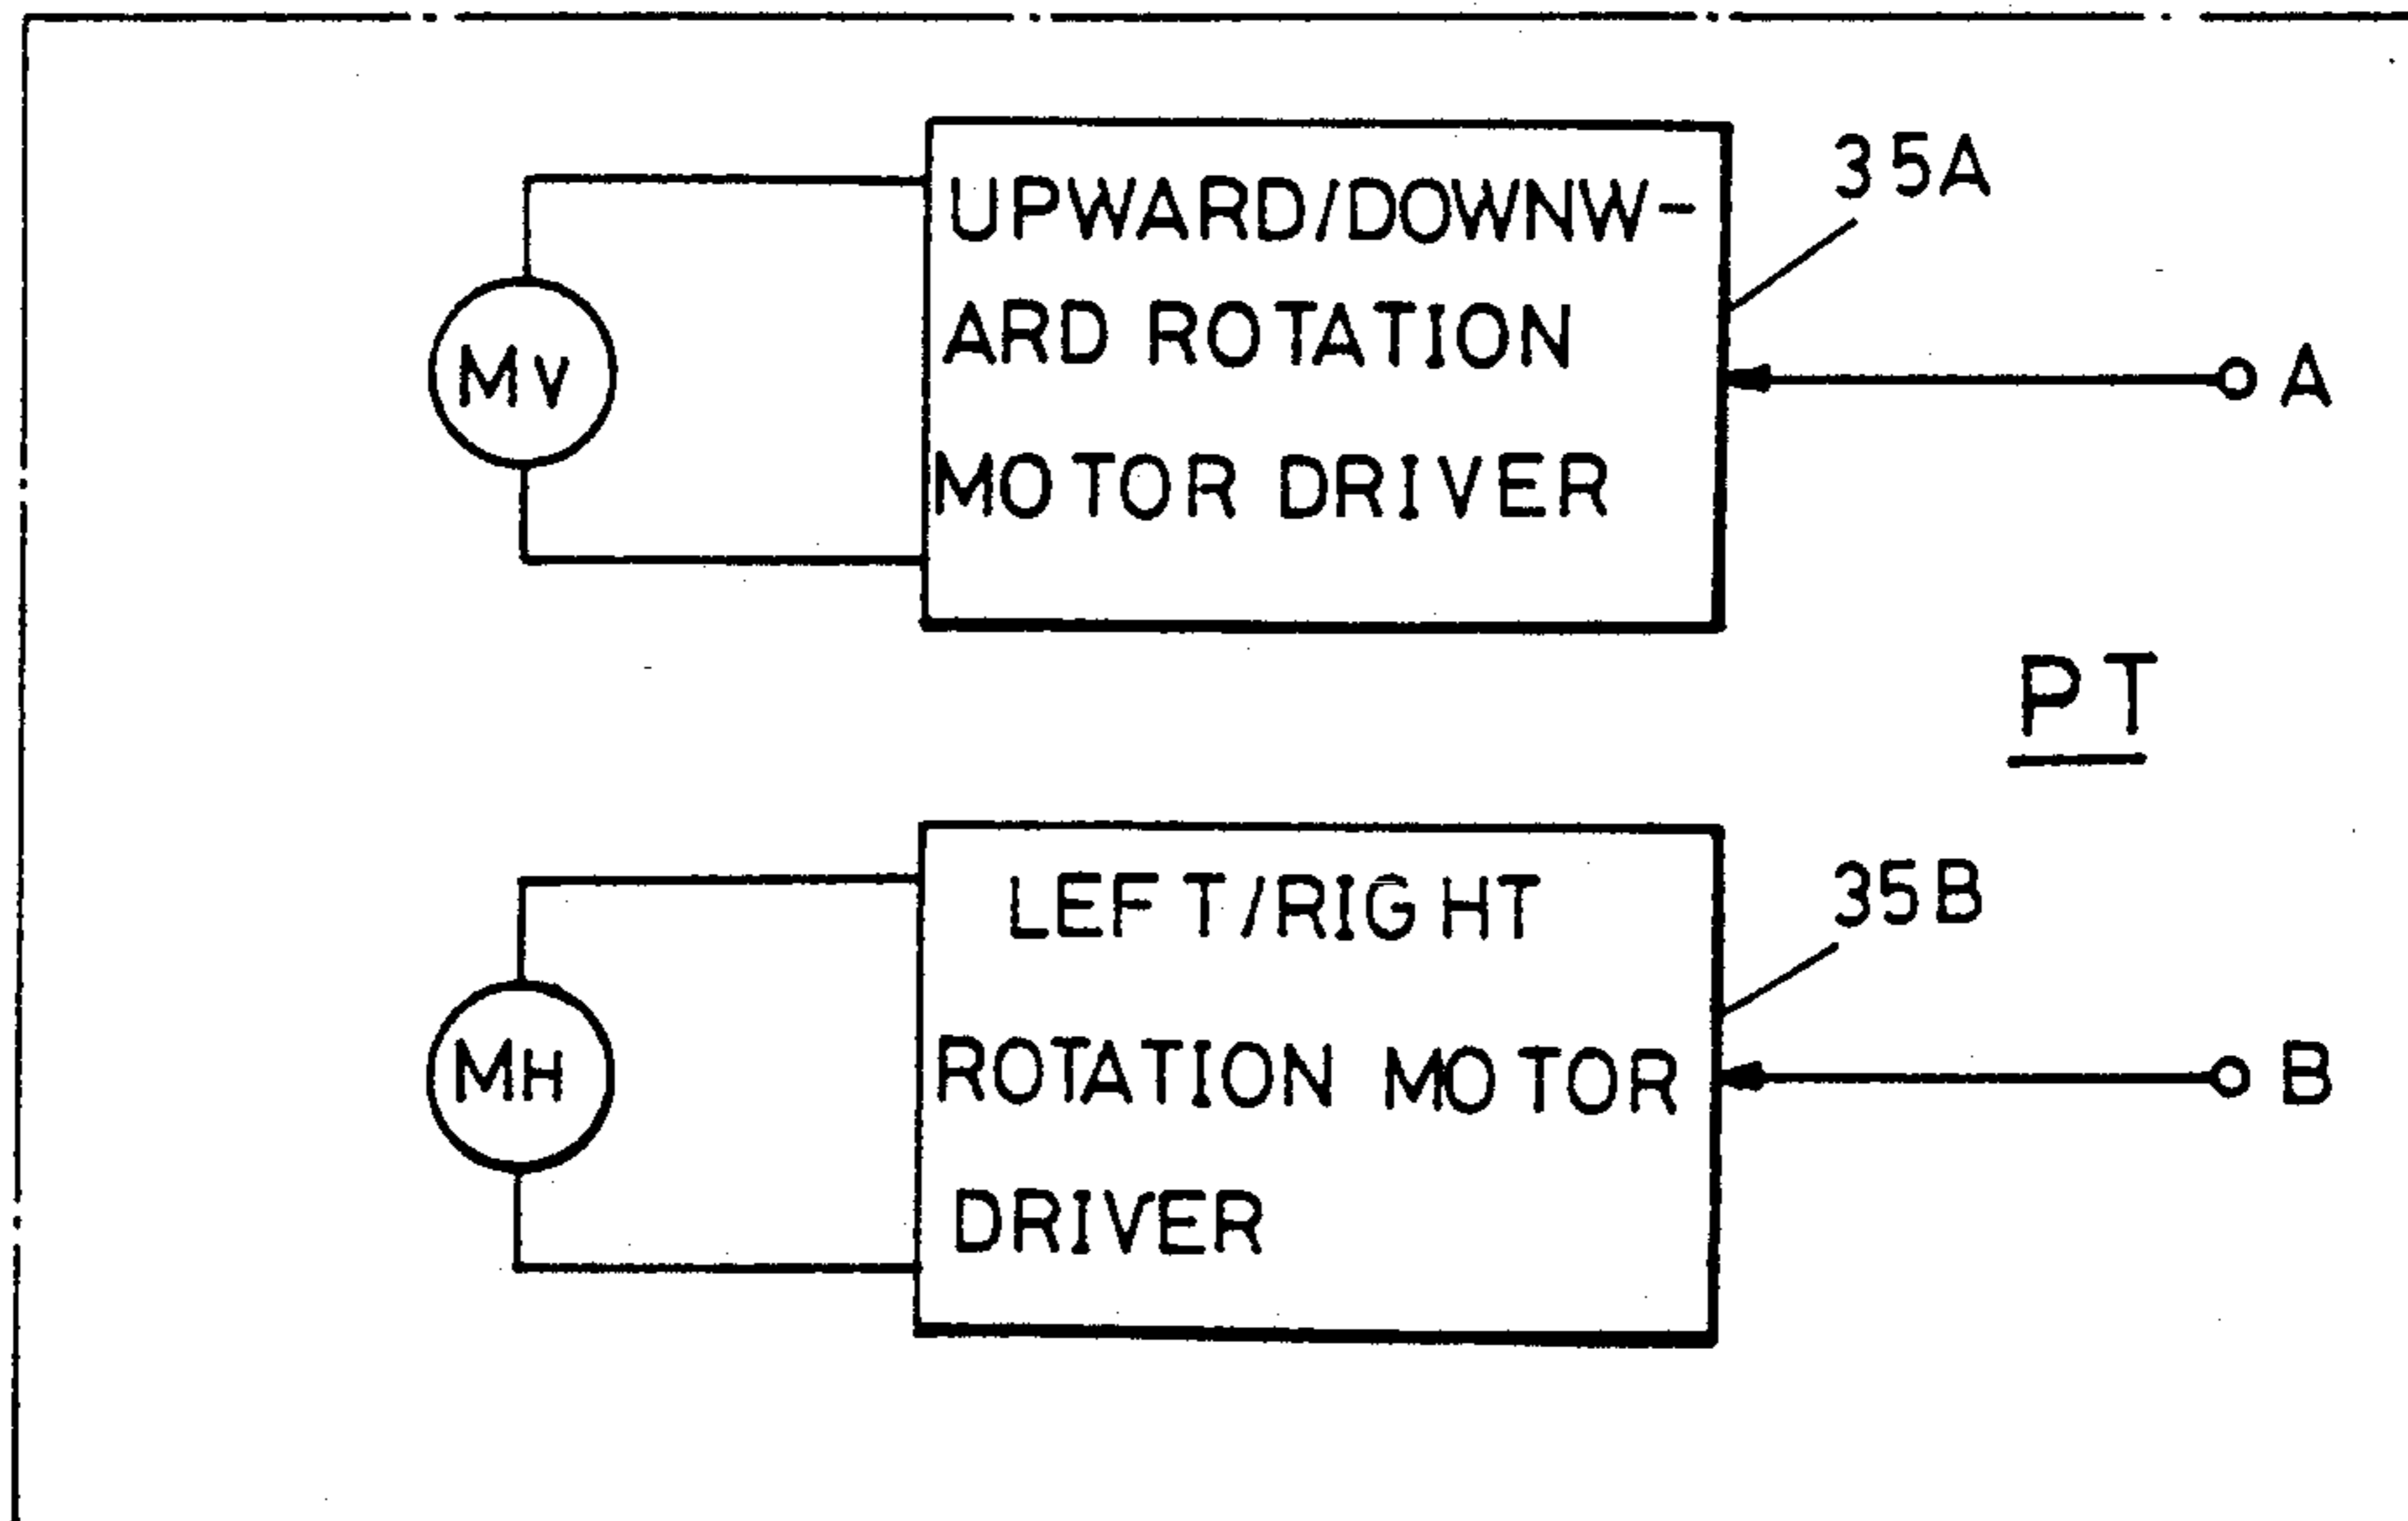 UPWARD/DOWNW-
ARD ROTATION
MOTOR DRIVER
35A
MV
A
PT
LEFT/RIGHT
ROTATION MOTOR
DRIVER
35B
MH
B